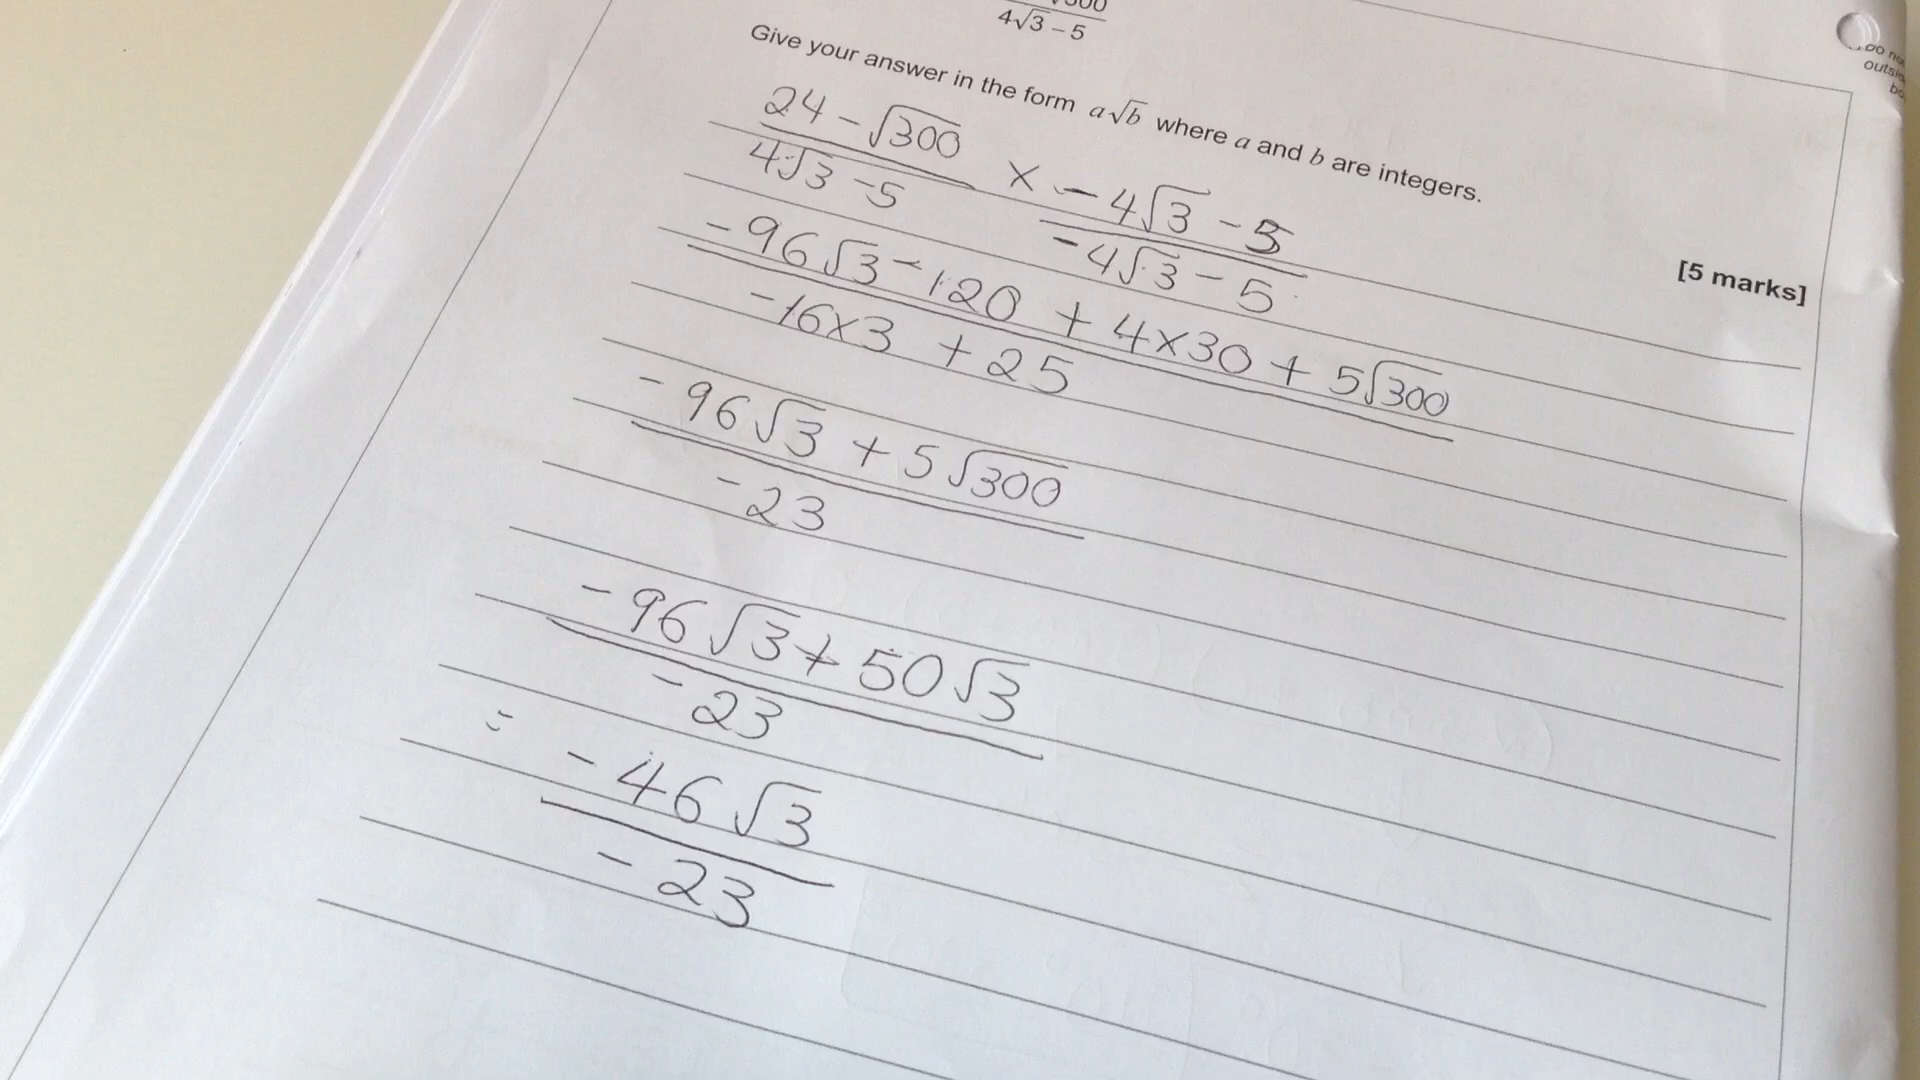 4√3 – 5
Give your answer in the form a√b where a and b are integers.
[5 marks]
24 - √300 / 4√3 - 5 × -4√3 - 5 / -4√3 - 5
-96√3 - 120 + 4×30 + 5√300
-16×3 + 25
-96√3 + 5√300
-23
-96√3 + 50√3
-23
= -46√3
-23